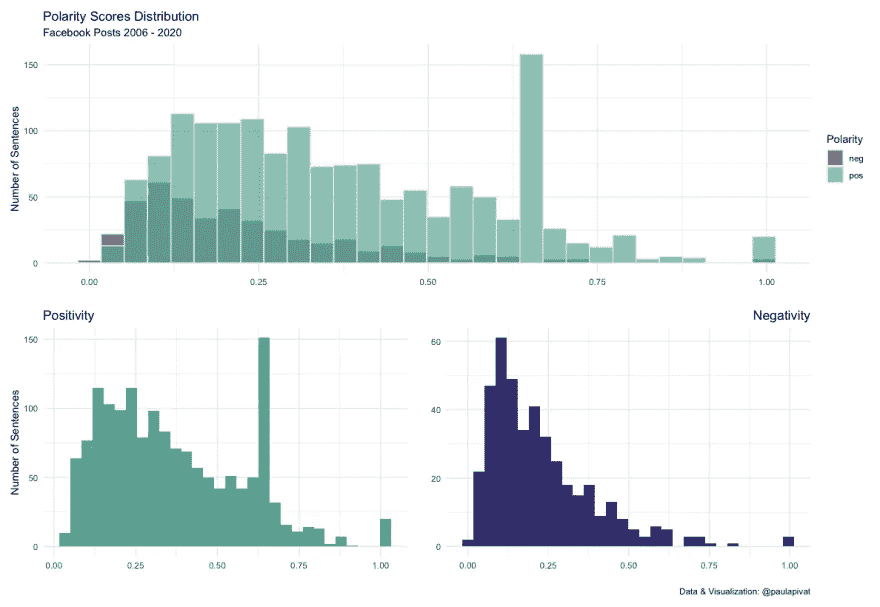 Polarity Scores Distribution
Facebook Posts 2006 - 2020
150
100
50
0
Number of Sentences
0.00 0.25 0.50 0.75 1.00
Polarity
neg
pos
Positivity
150
100
50
0
Number of Sentences
0.00 0.25 0.50 0.75 1.00
Negativity
60
40
20
0
0.00 0.25 0.50 0.75 1.00
Data & Visualization: @paulapivat